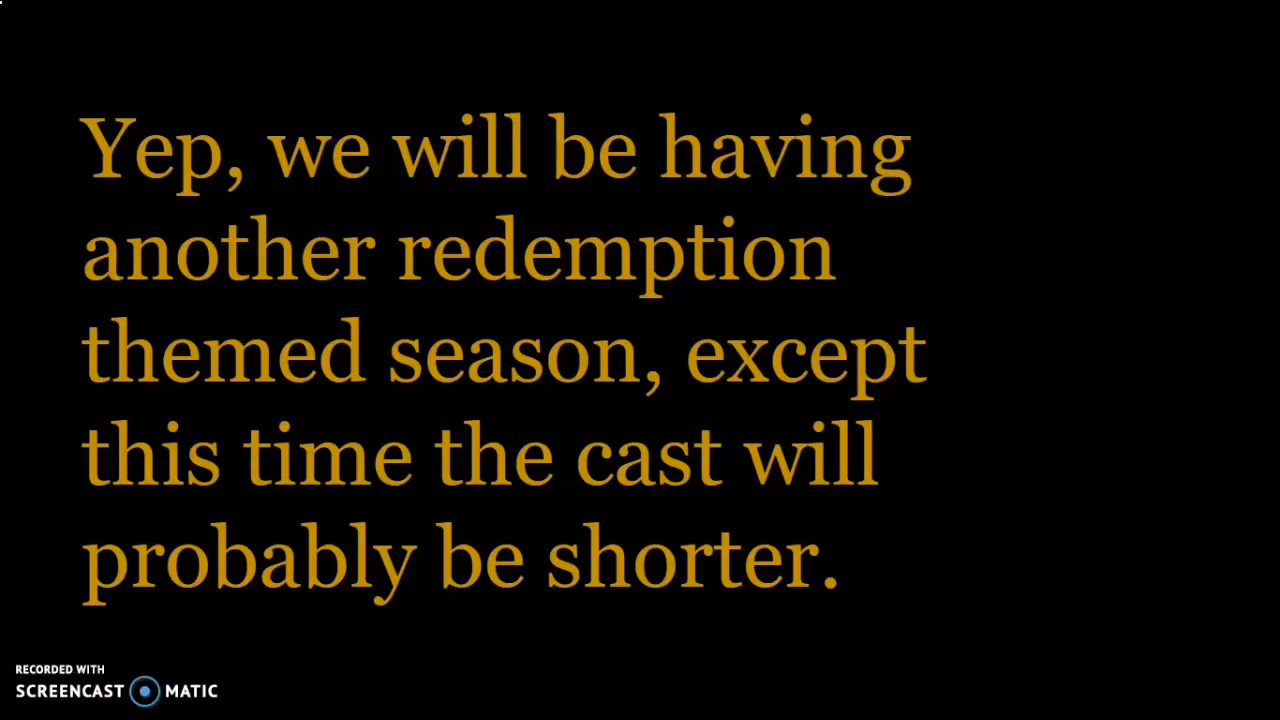 Yep, we will be having
another redemption
themed season, except
this time the cast will
probably be shorter.
RECORDED WITH
SCREENCAST MATIC